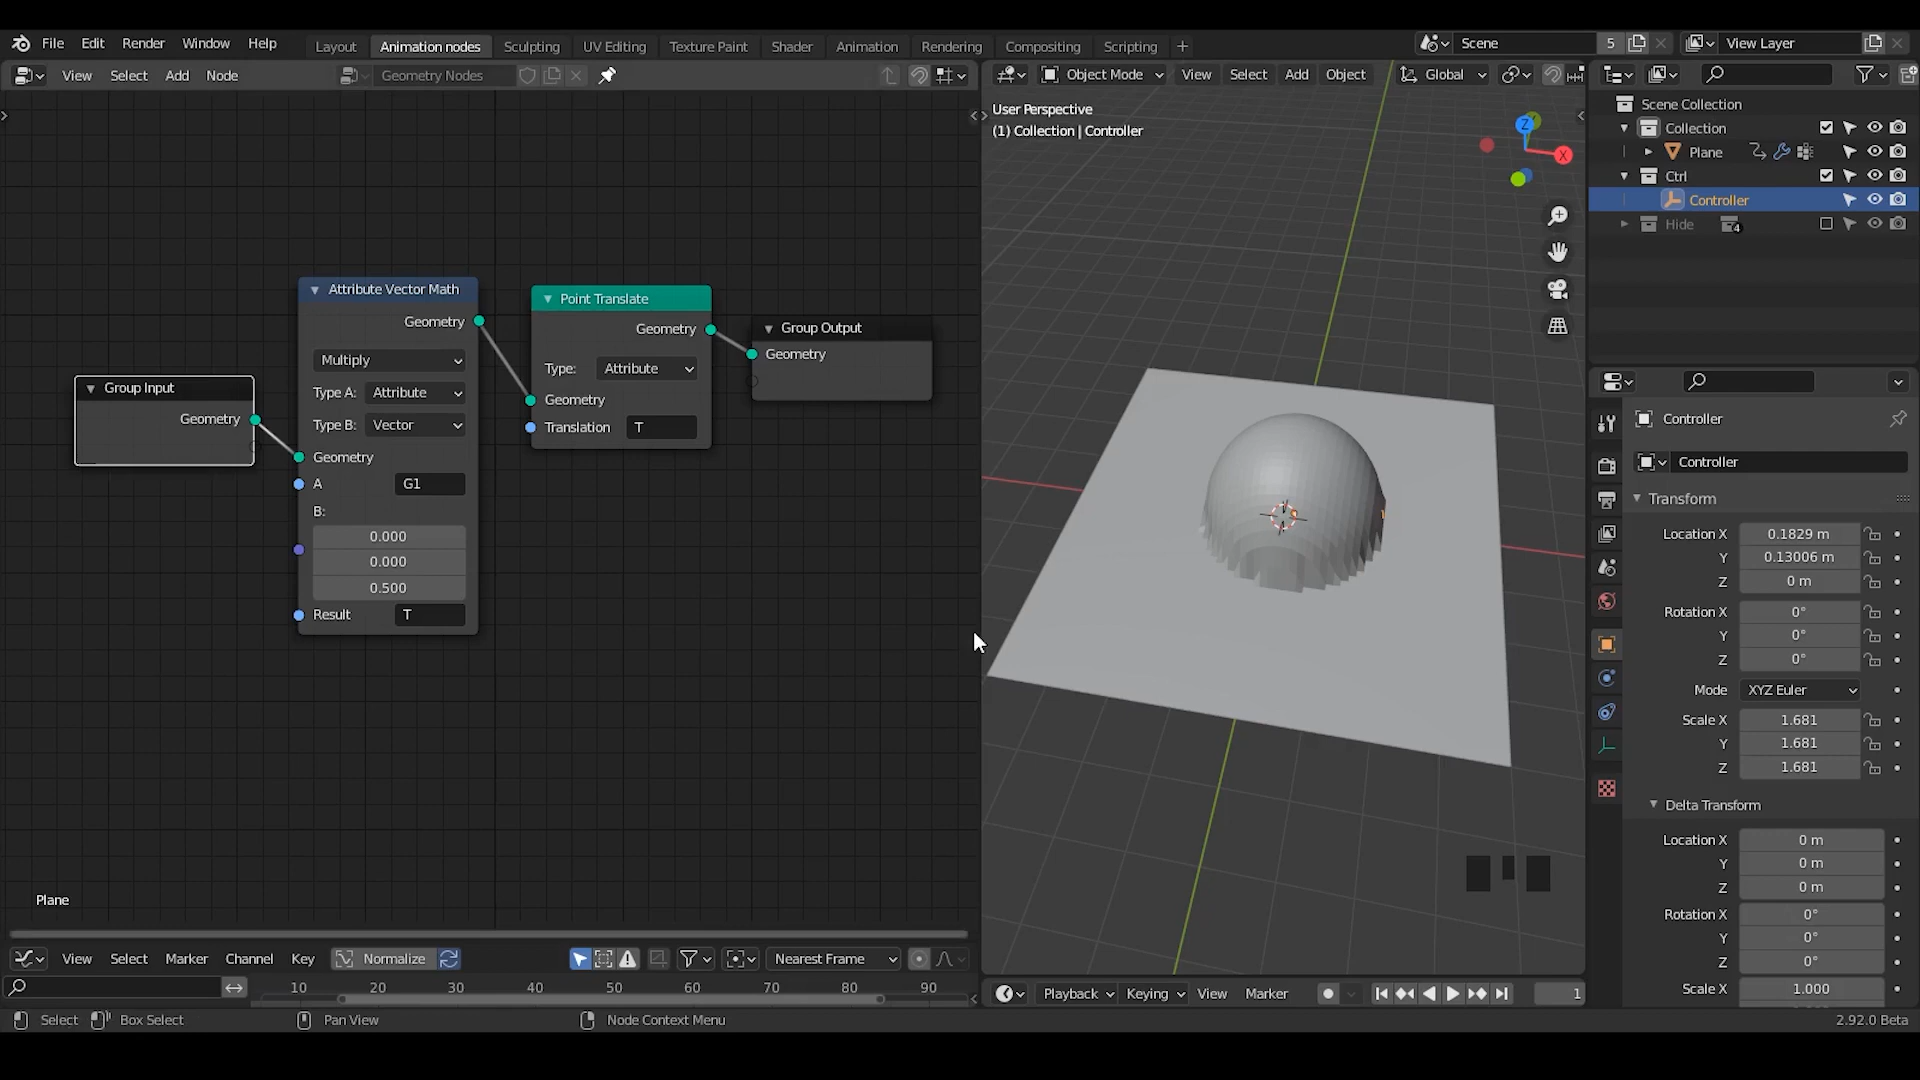 File Edit Render Window Help Layout Animation nodes Sculpting UV Editing Texture Paint Shader Animation Rendering Compositing Scripting + Scene 5 View Layer
View Select Add Node Geometry Nodes
Object Mode View Select Add Object Global
User Perspective
(1) Collection | Controller
Z
X
Scene Collection
Collection
Plane
Ctrl
Controller
Hide 4
Group Input
Geometry
Attribute Vector Math
Geometry
Multiply
Type A: Attribute
Type B: Vector
Geometry
A G1
B:
0.000
0.000
0.500
Result T
Point Translate
Geometry
Type: Attribute
Geometry
Translation T
Group Output
Geometry
Plane
Controller
Controller
Transform
Location X 0.1829 m
Y 0.13006 m
Z 0 m
Rotation X 0°
Y 0°
Z 0°
Mode XYZ Euler
Scale X 1.681
Y 1.681
Z 1.681
Delta Transform
Location X 0 m
Y 0 m
Z 0 m
Rotation X 0°
Y 0°
Z 0°
Scale X 1.000
View Select Marker Channel Key Normalize Nearest Frame
10 20 30 40 50 60 70 80 90
Playback Keying View Marker 1
Select Box Select Pan View Node Context Menu 2.92.0 Beta